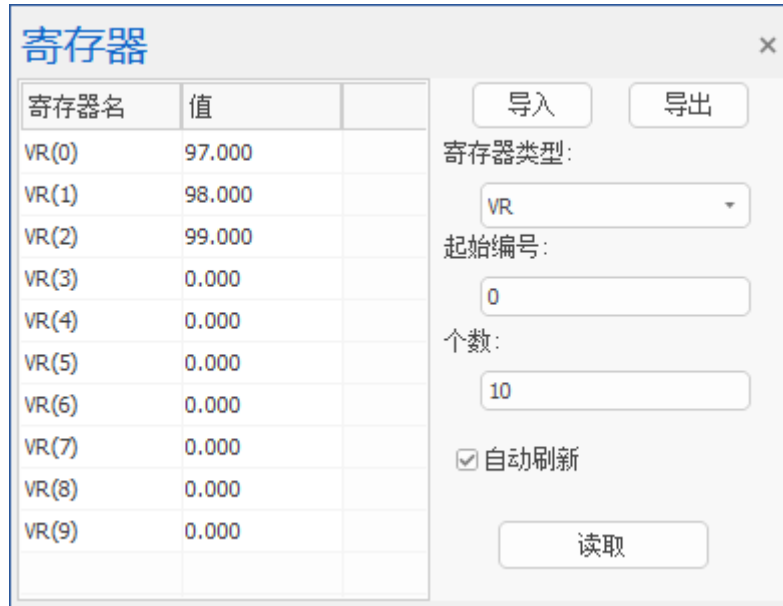 寄存器
寄存器名 值
VR(0) 97.000
VR(1) 98.000
VR(2) 99.000
VR(3) 0.000
VR(4) 0.000
VR(5) 0.000
VR(6) 0.000
VR(7) 0.000
VR(8) 0.000
VR(9) 0.000
导入 导出
寄存器类型:
VR
起始编号:
0
个数:
10
自动刷新
读取